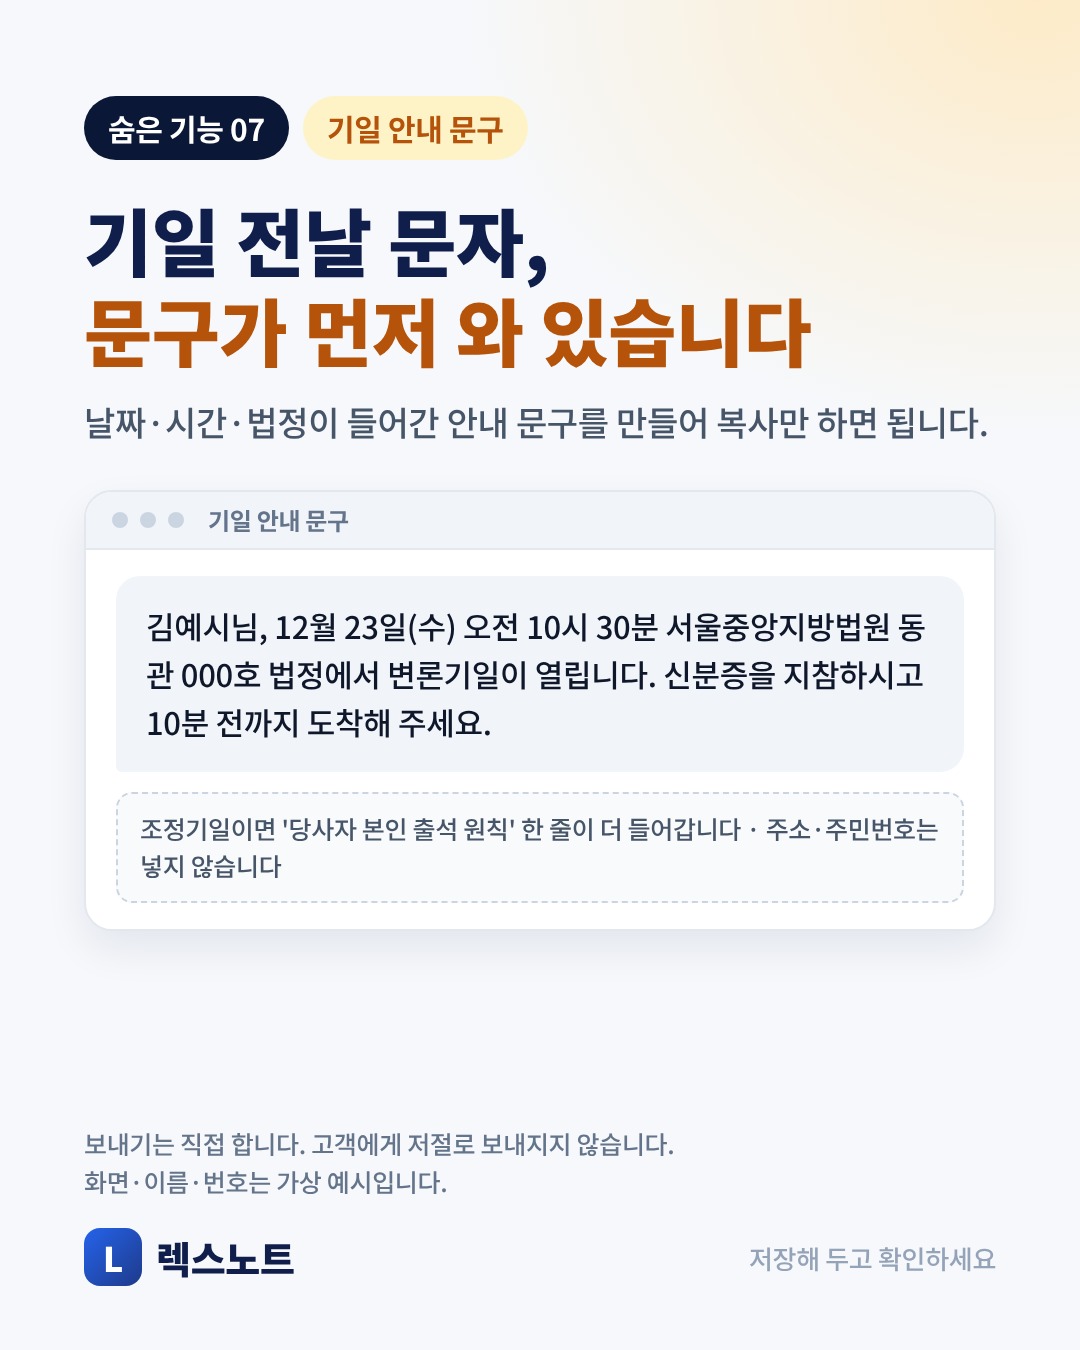 숨은 기능 07
기일 안내 문구
기일 전날 문자,
문구가 먼저 와 있습니다
날짜·시간·법정이 들어간 안내 문구를 만들어 복사만 하면 됩니다.
기일 안내 문구
김예시님, 12월 23일(수) 오전 10시 30분 서울중앙지방법원 동
관 000호 법정에서 변론기일이 열립니다. 신분증을 지참하시고
10분 전까지 도착해 주세요.
조정기일이면 '당사자 본인 출석 원칙' 한 줄이 더 들어갑니다 · 주소·주민번호는
넣지 않습니다
보내기는 직접 합니다. 고객에게 저절로 보내지지 않습니다.
화면·이름·번호는 가상 예시입니다.
L 렉스노트
저장해 두고 확인하세요